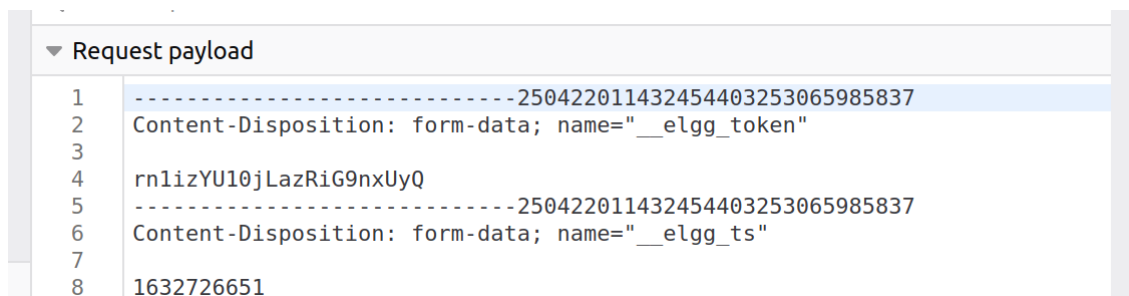 Request payload
1 -----------------------------250422011432454403253065985837
2 Content-Disposition: form-data; name="__elgg_token"
3
4 rn1izYU10jLazRiG9nxUyQ
5 -----------------------------250422011432454403253065985837
6 Content-Disposition: form-data; name="__elgg_ts"
7
8 1632726651